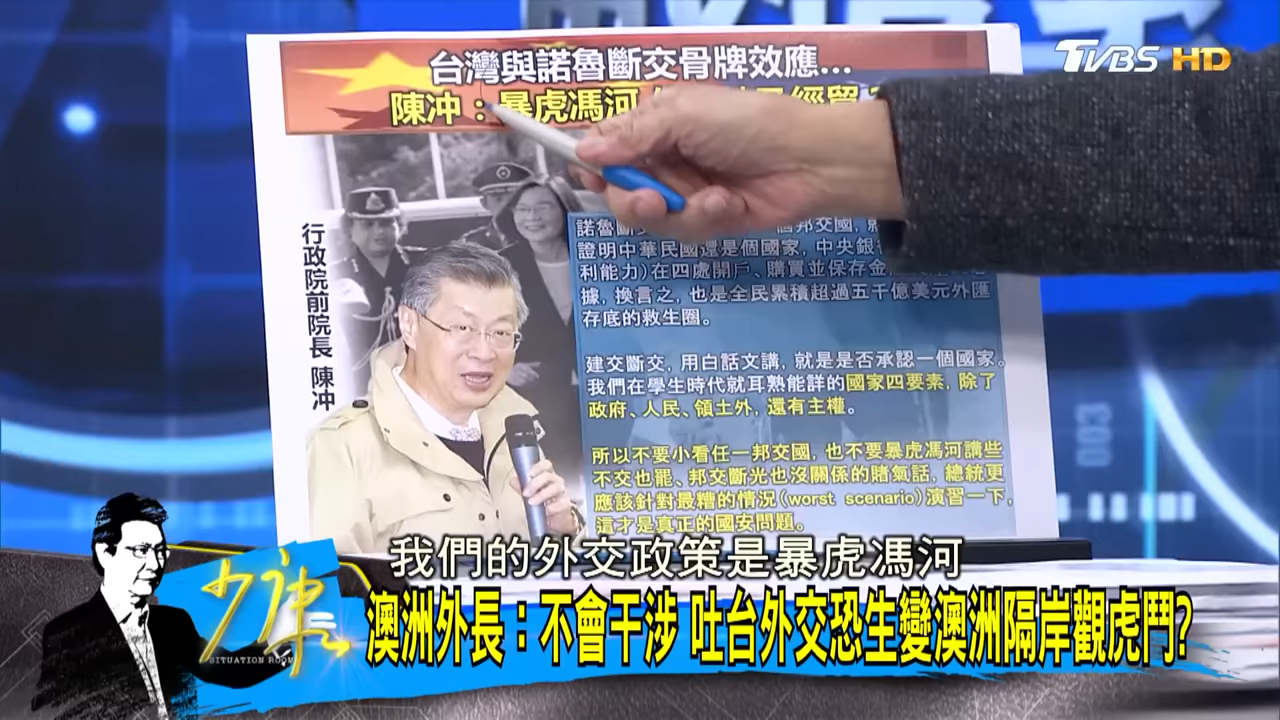 TVBS HD
台灣與諾魯斷交骨牌效應...
陳冲：暴虎馮河
行政院前院長 陳冲
諾魯斷
個邦交國，
證明中華民國還是個國家，中央銀
利能力）在四處開戶、購買並保存金
據，換言之，也是全民累積超過五千億美元外匯
存底的救生圈。
建交斷交，用白話文講，就是是否承認一個國家。
我們在學生時代就耳熟能詳的國家四要素，除了
政府、人民、領土外，還有主權。
所以不要小看任一邦交國，也不要暴虎馮河講些
不交也罷、邦交斷光也沒關係的賭氣話，總統更
應該針對最糟的情況（worst scenario）演習一下，
這才是真正的國安問題。
003
我們的外交政策是暴虎馮河
少康
SITUATION ROOM
澳洲外長：不會干涉 吐台外交恐生變澳洲隔岸觀虎鬥?